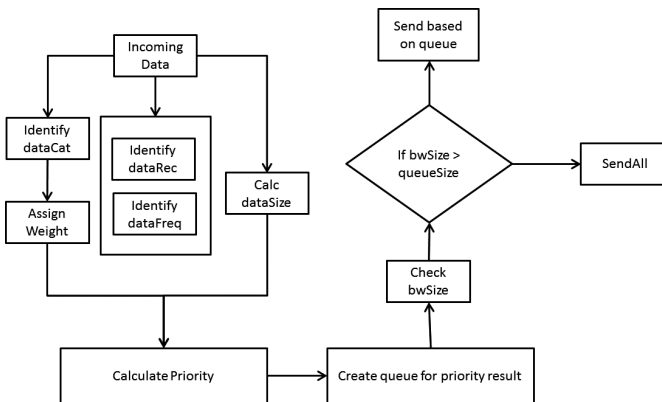 Incoming
Data
Identify
dataCat
Assign
Weight
Identify
dataRec
Identify
dataFreq
Calc
dataSize
Calculate Priority
Create queue for priority result
Check
bwSize
If bwSize >
queueSize
Send based
on queue
SendAll